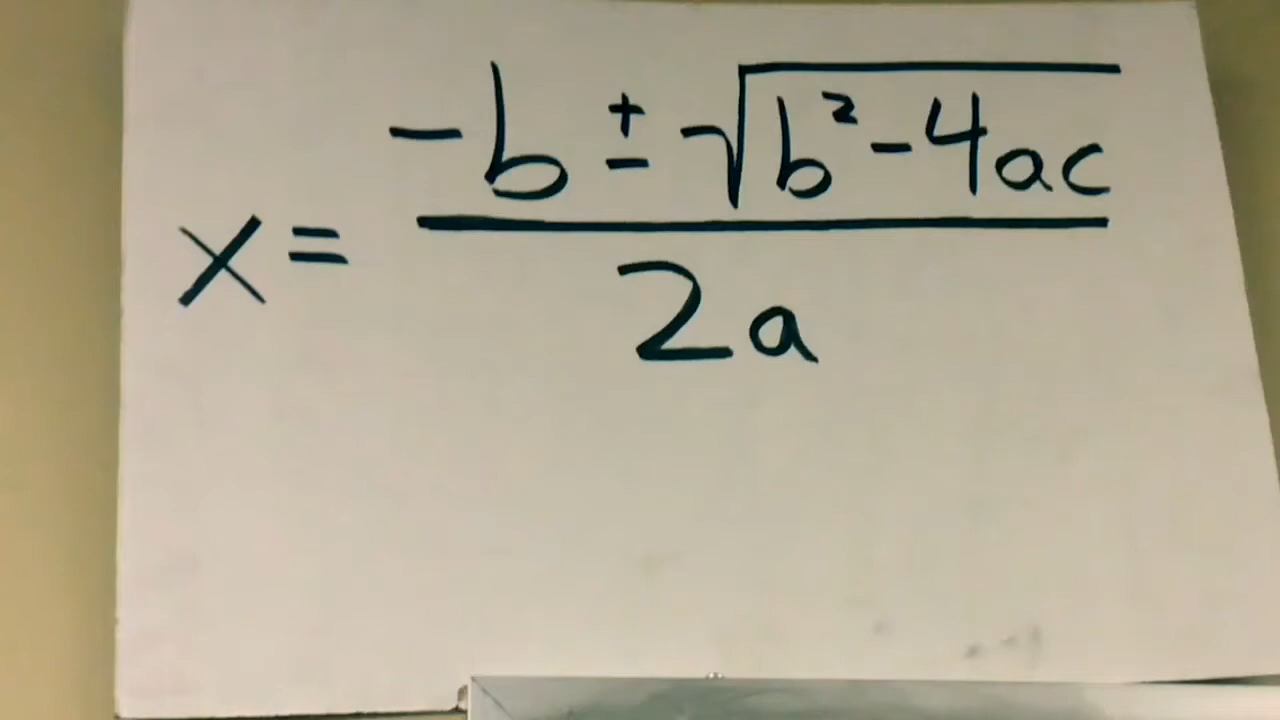 x = -b ± √b² - 4ac
2a